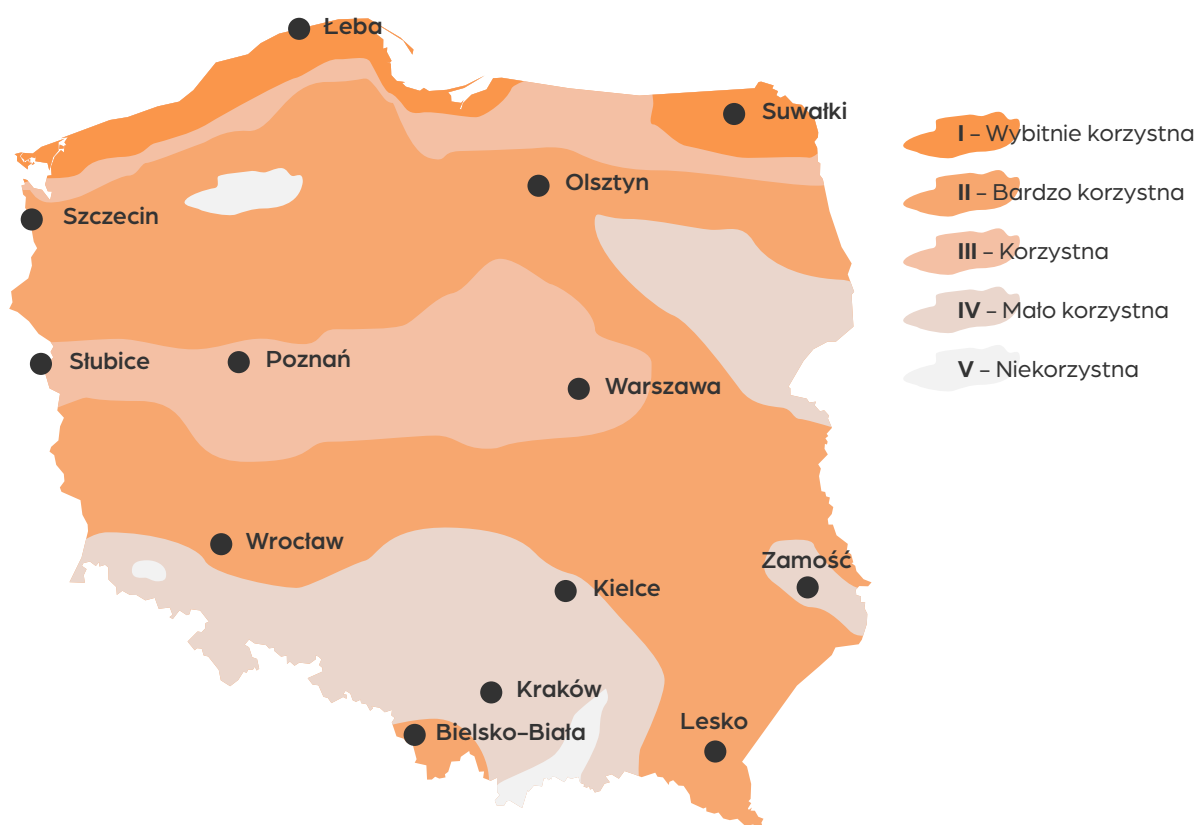 Łeba
Suwałki
I – Wybitnie korzystna
Olsztyn
II – Bardzo korzystna
Szczecin
III – Korzystna
IV – Mało korzystna
Słubice
Poznań
V – Niekorzystna
Warszawa
Wrocław
Zamość
Kielce
Kraków
Lesko
Bielsko-Biała